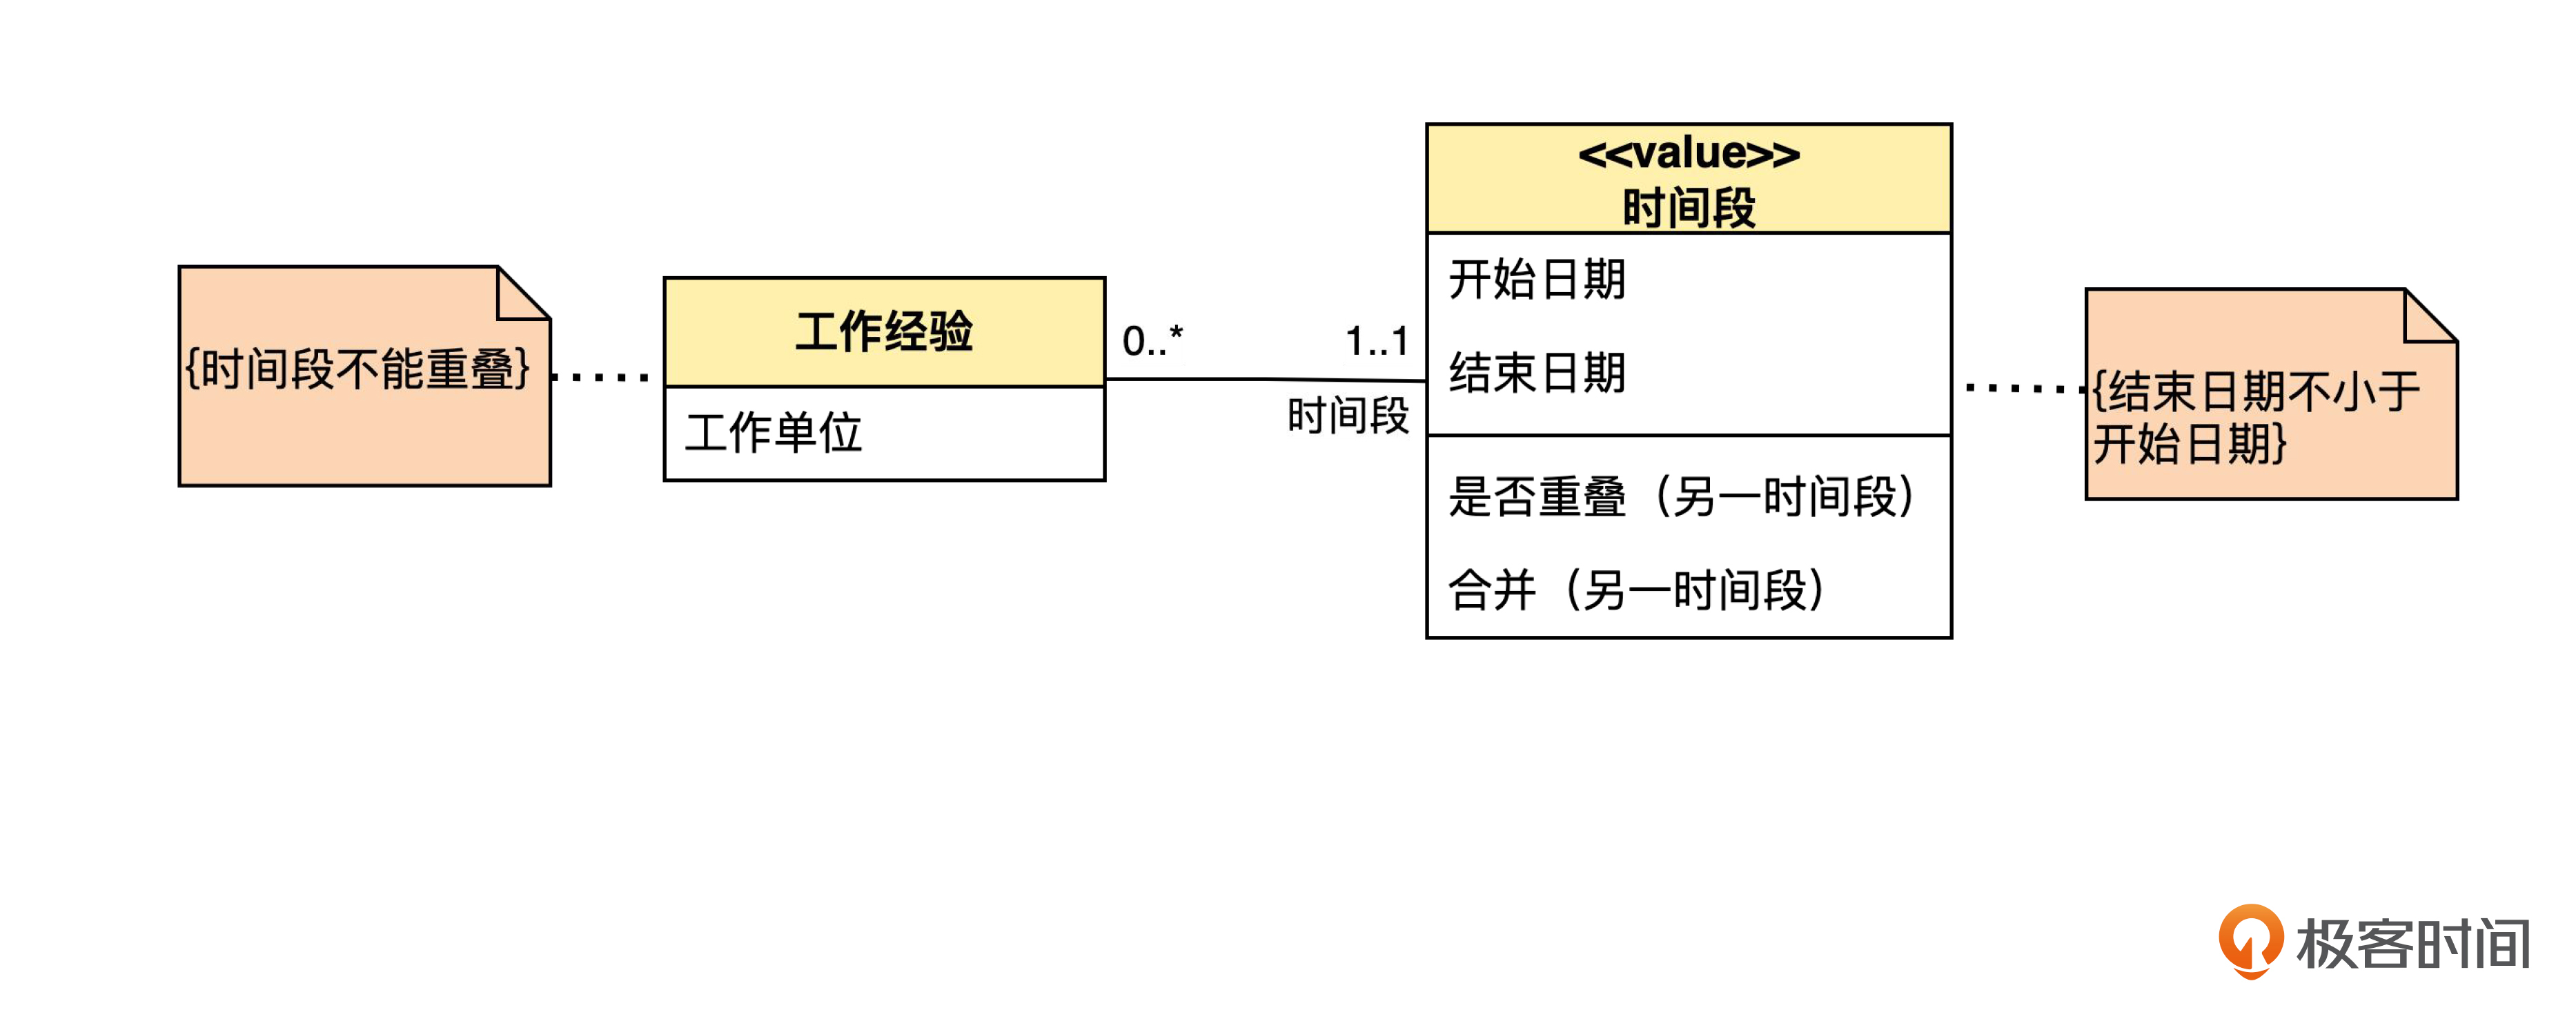 {时间段不能重叠}
工作经验
工作单位
0..*
1..1
时间段
<<value>>
时间段
开始日期
结束日期
是否重叠（另一时间段）
合并（另一时间段）
{结束日期不小于
开始日期}
极客时间